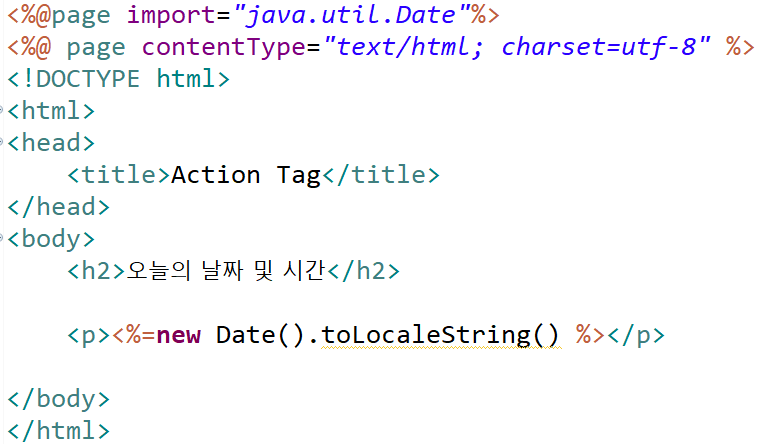 <%@page import="java.util.Date"%>
<%@ page contentType="text/html; charset=utf-8" %>
<!DOCTYPE html>
<html>
<head>
    <title>Action Tag</title>
</head>
<body>
    <h2>오늘의 날짜 및 시간</h2>
    <p><%=new Date().toLocaleString() %></p>
</body>
</html>